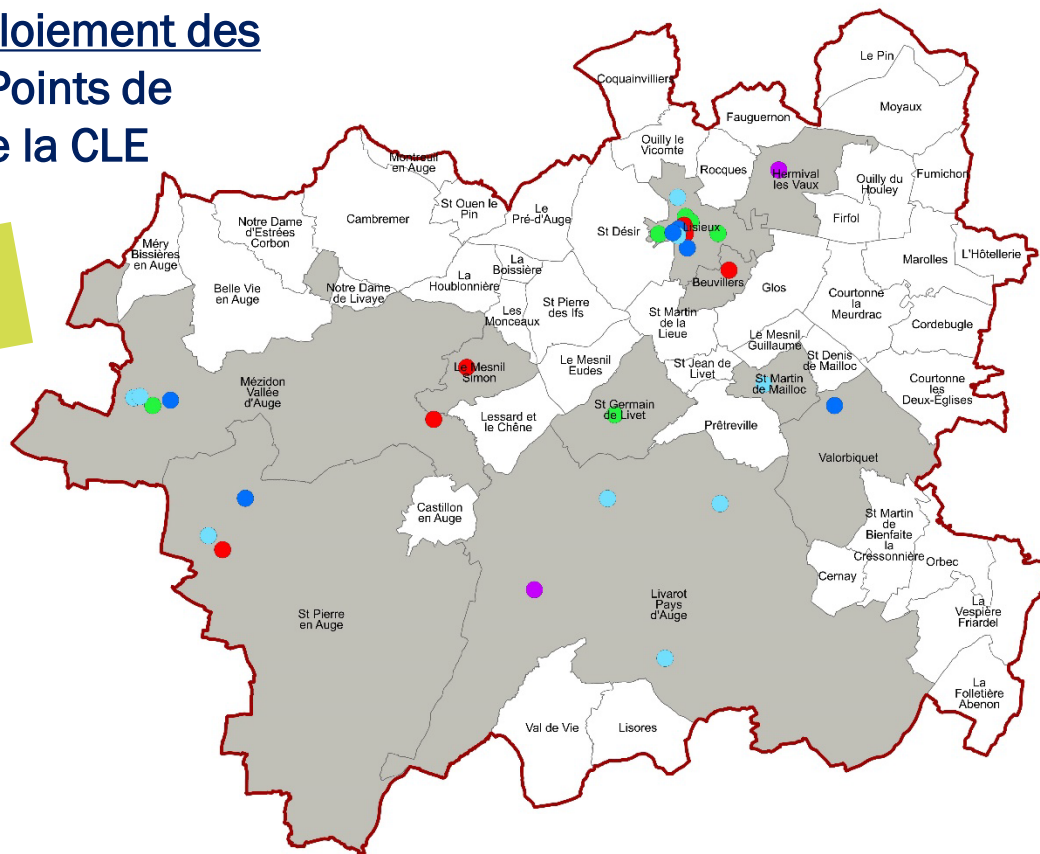 loiement des
Points de
e la CLE
Le Pin
Coquainvilliers
Moyaux
Fauguernon
Ouilly le
Vicomte
Montreuil
en Auge
Rocques
Hermival
les Vaux
Ouilly du
Houley
Fumichon
St Ouen le
Pin
Le
Pré-d'Auge
Cambremer
Notre Dame
d'Estrées
Corbon
Firfol
St Désir
Lisieux
Méry
Bissières
en Auge
L'Hôtellerie
Marolles
La
Boissière
La
Houblonnière
Notre Dame
de Livaye
Belle Vie
en Auge
Beuvillers
Glos
Courtonne
la
Meurdrac
St Pierre
des Ifs
Les
Monceaux
St Martin
de la
Lieue
Cordebugle
Le Mesnil
Guillaume
St Denis
de Mailloc
Le Mesnil
Simon
Le Mesnil
Eudes
St Jean de
Livet
St Martin
de Mailloc
Courtonne
les
Deux-Églises
Mézidon
Vallée
d'Auge
St Germain
de Livet
Lessard et
le Chêne
Prêtreville
Valorbiquet
Castillon
en Auge
St Martin
de
Bienfaite
la
Cressonnière
Orbec
Cernay
Livarot
Pays
d'Auge
St Pierre
en Auge
La
Vespière
Friardel
La
Folletière
Abenon
Val de Vie
Lisores